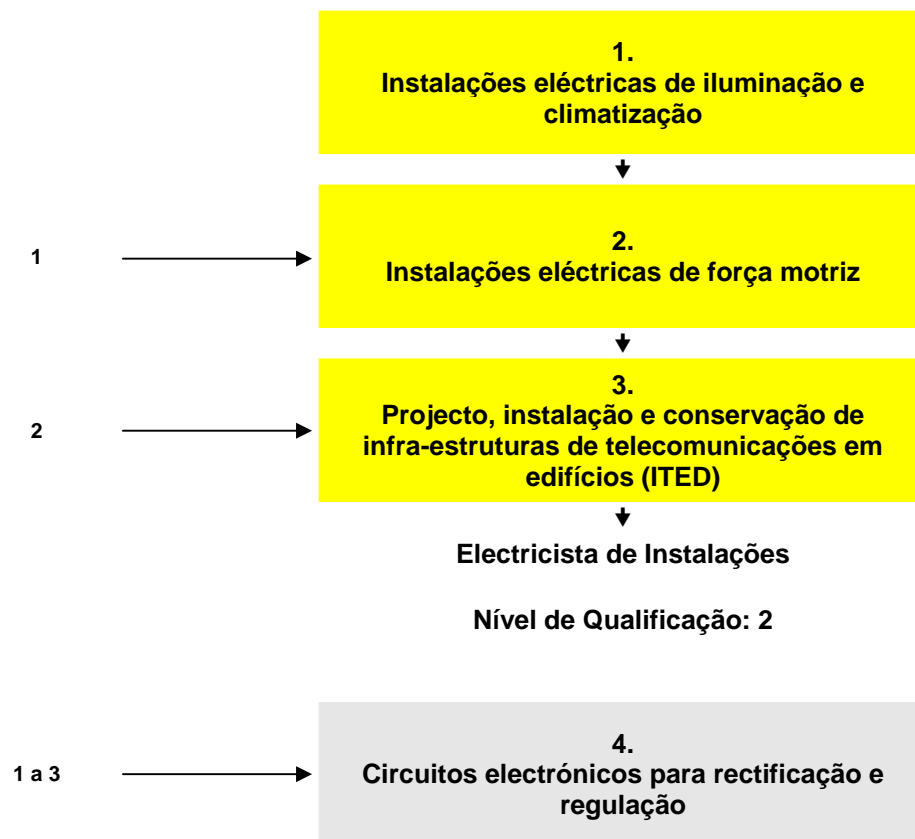 1.
Instalações eléctricas de iluminação e
climatização
1
2.
Instalações eléctricas de força motriz
2
3.
Projecto, instalação e conservação de
infra-estruturas de telecomunicações em
edifícios (ITED)
Electricista de Instalações
Nível de Qualificação: 2
1 a 3
4.
Circuitos electrónicos para rectificação e
regulação